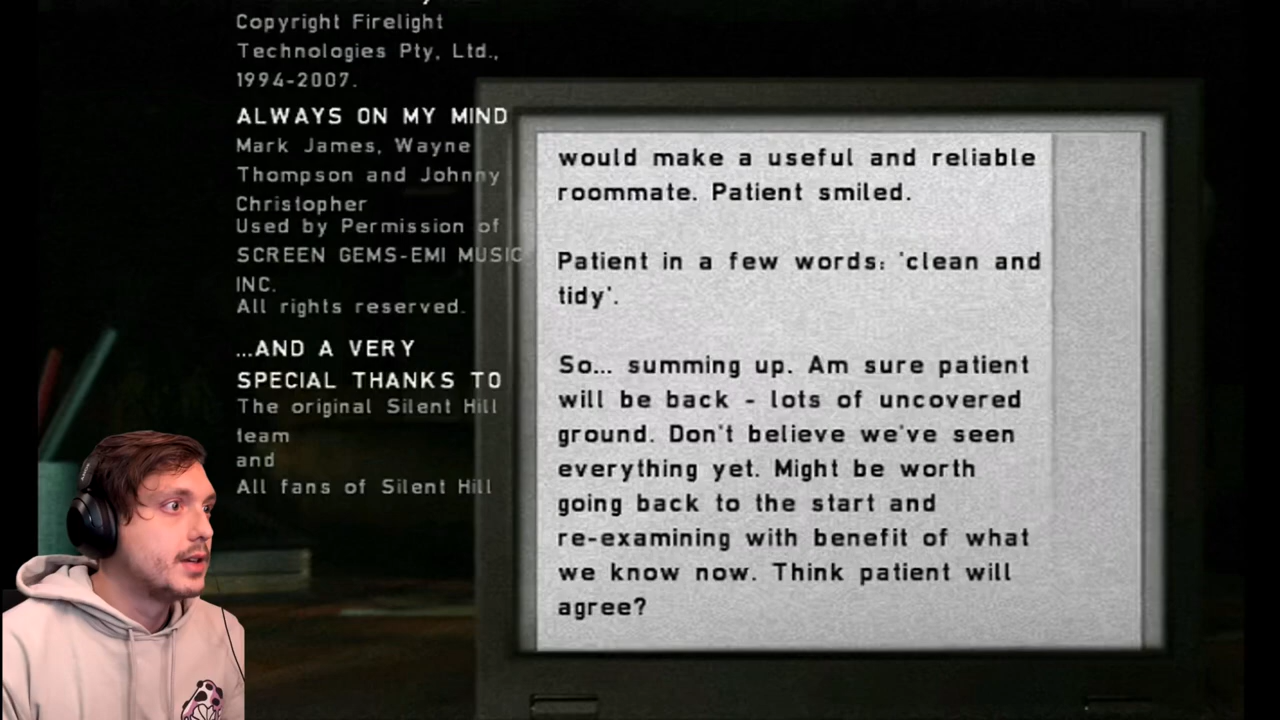 Copyright Firelight
Technologies Pty, Ltd.,
1994-2007.
ALWAYS ON MY MIND
Mark James, Wayne
Thompson and Johnny
Christopher
Used by Permission of
SCREEN GEMS-EMI MUSIC
INC.
All rights reserved.
...AND A VERY
SPECIAL THANKS TO
The original Silent Hill
team
and
All fans of Silent Hill
would make a useful and reliable
roommate. Patient smiled.
Patient in a few words: 'clean and
tidy'.
So... summing up. Am sure patient
will be back - lots of uncovered
ground. Don't believe we've seen
everything yet. Might be worth
going back to the start and
re-examining with benefit of what
we know now. Think patient will
agree?